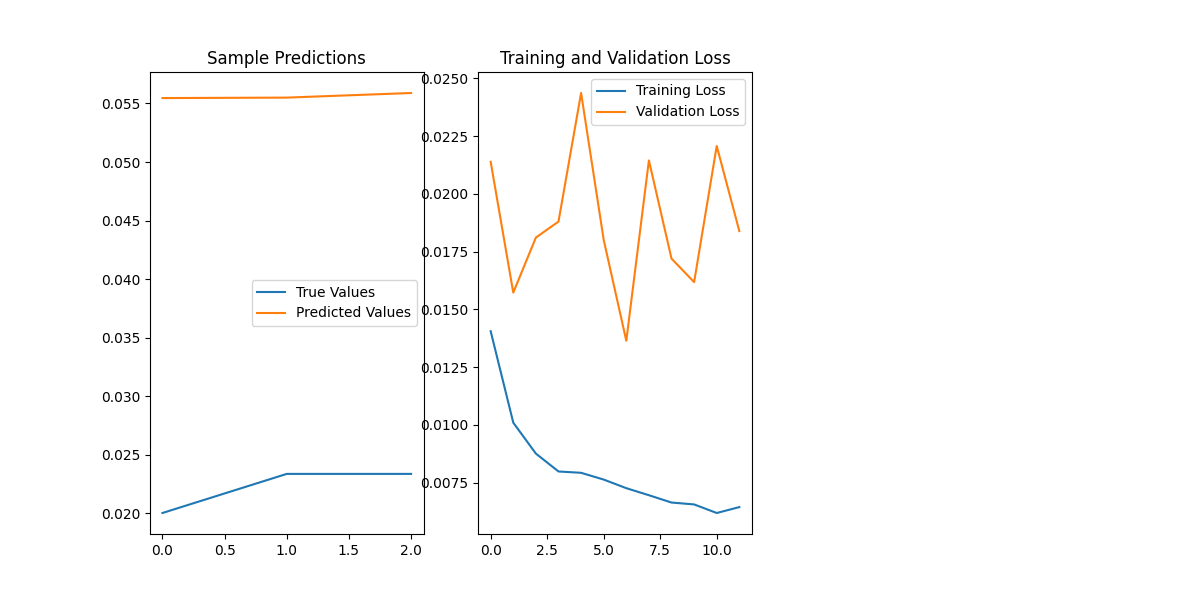 Sample Predictions
0.055
0.050
0.045
0.040
0.035
0.030
0.025
0.020
True Values
Predicted Values
0.0 0.5 1.0 1.5 2.0
Training and Validation Loss
0.0250
0.0225
0.0200
0.0175
0.0150
0.0125
0.0100
0.0075
Training Loss
Validation Loss
0.0 2.5 5.0 7.5 10.0